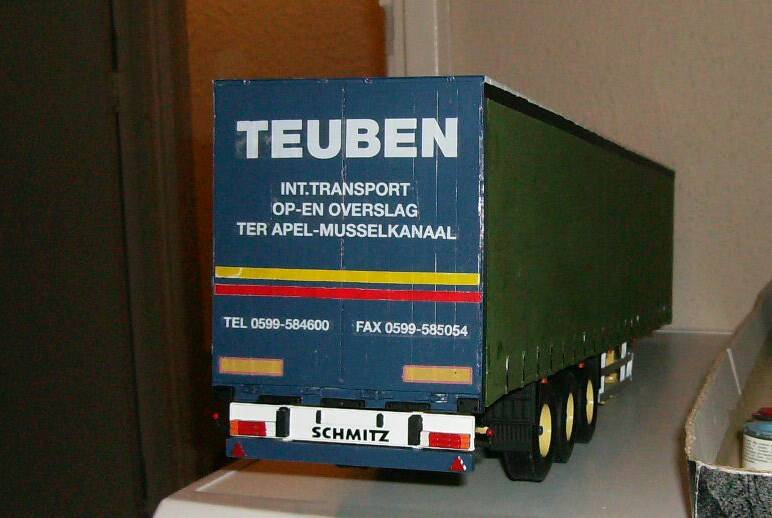 TEUBEN
INT.TRANSPORT
OP-EN OVERSLAG
TER APEL-MUSSELKANAAL
TEL 0599-584600 FAX 0599-585054
SCHMITZ